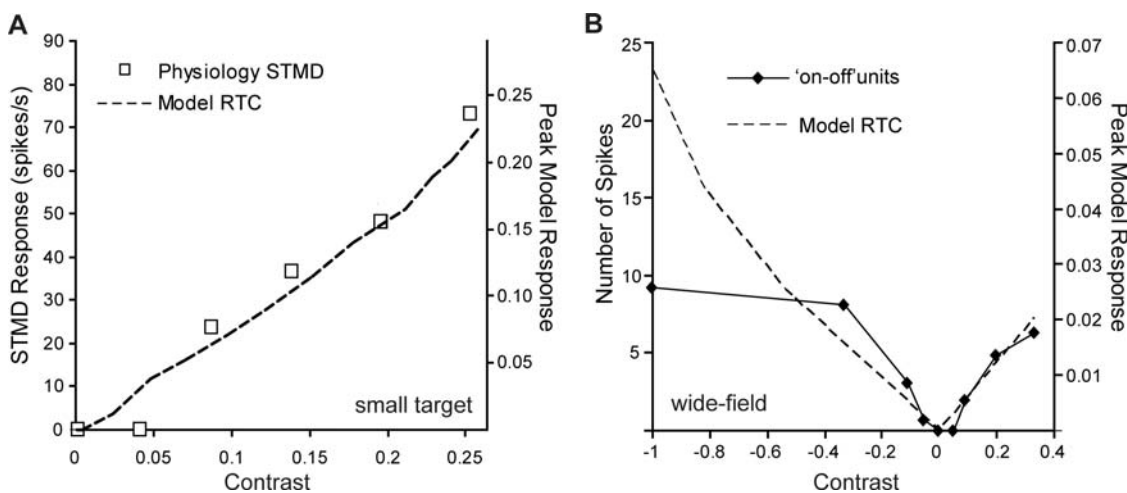 A
90
80
70
60
50
40
30
20
10
0
STMD Response (spikes/s)
Physiology STMD
Model RTC
small target
0.25
0.20
0.15
0.10
0.05
Peak Model Response
0
0.05
0.1
0.15
0.2
0.25
Contrast
B
25
20
15
10
5
Number of Spikes
'on-off'units
Model RTC
wide-field
0.07
0.06
0.05
0.04
0.03
0.02
0.01
Peak Model Response
-1
-0.8
-0.6
-0.4
-0.2
0
0.2
0.4
Contrast